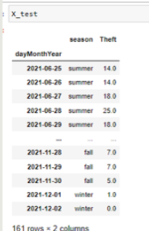 X_test
season Theft
dayMonthYear
2021-06-25 summer 14.0
2021-06-26 summer 14.0
2021-06-27 summer 18.0
2021-06-28 summer 25.0
2021-06-29 summer 18.0
... ... ...
2021-11-28 fall 7.0
2021-11-29 fall 7.0
2021-11-30 fall 5.0
2021-12-01 winter 1.0
2021-12-02 winter 0.0
161 rows × 2 columns